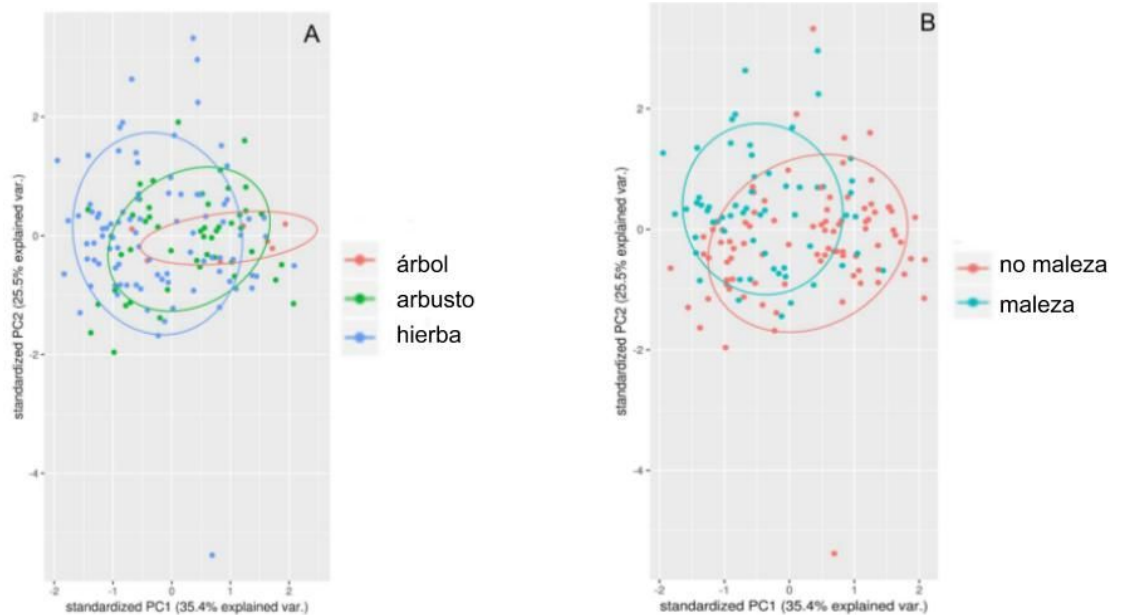 A
2
0
-2
-4
-2
-1
0
1
2
standardized PC2 (25.5% explained var.)
standardized PC1 (35.4% explained var.)
árbol
arbusto
hierba
B
2
0
-2
-4
-2
-1
0
1
2
standardized PC2 (25.5% explained var.)
standardized PC1 (35.4% explained var.)
no maleza
maleza